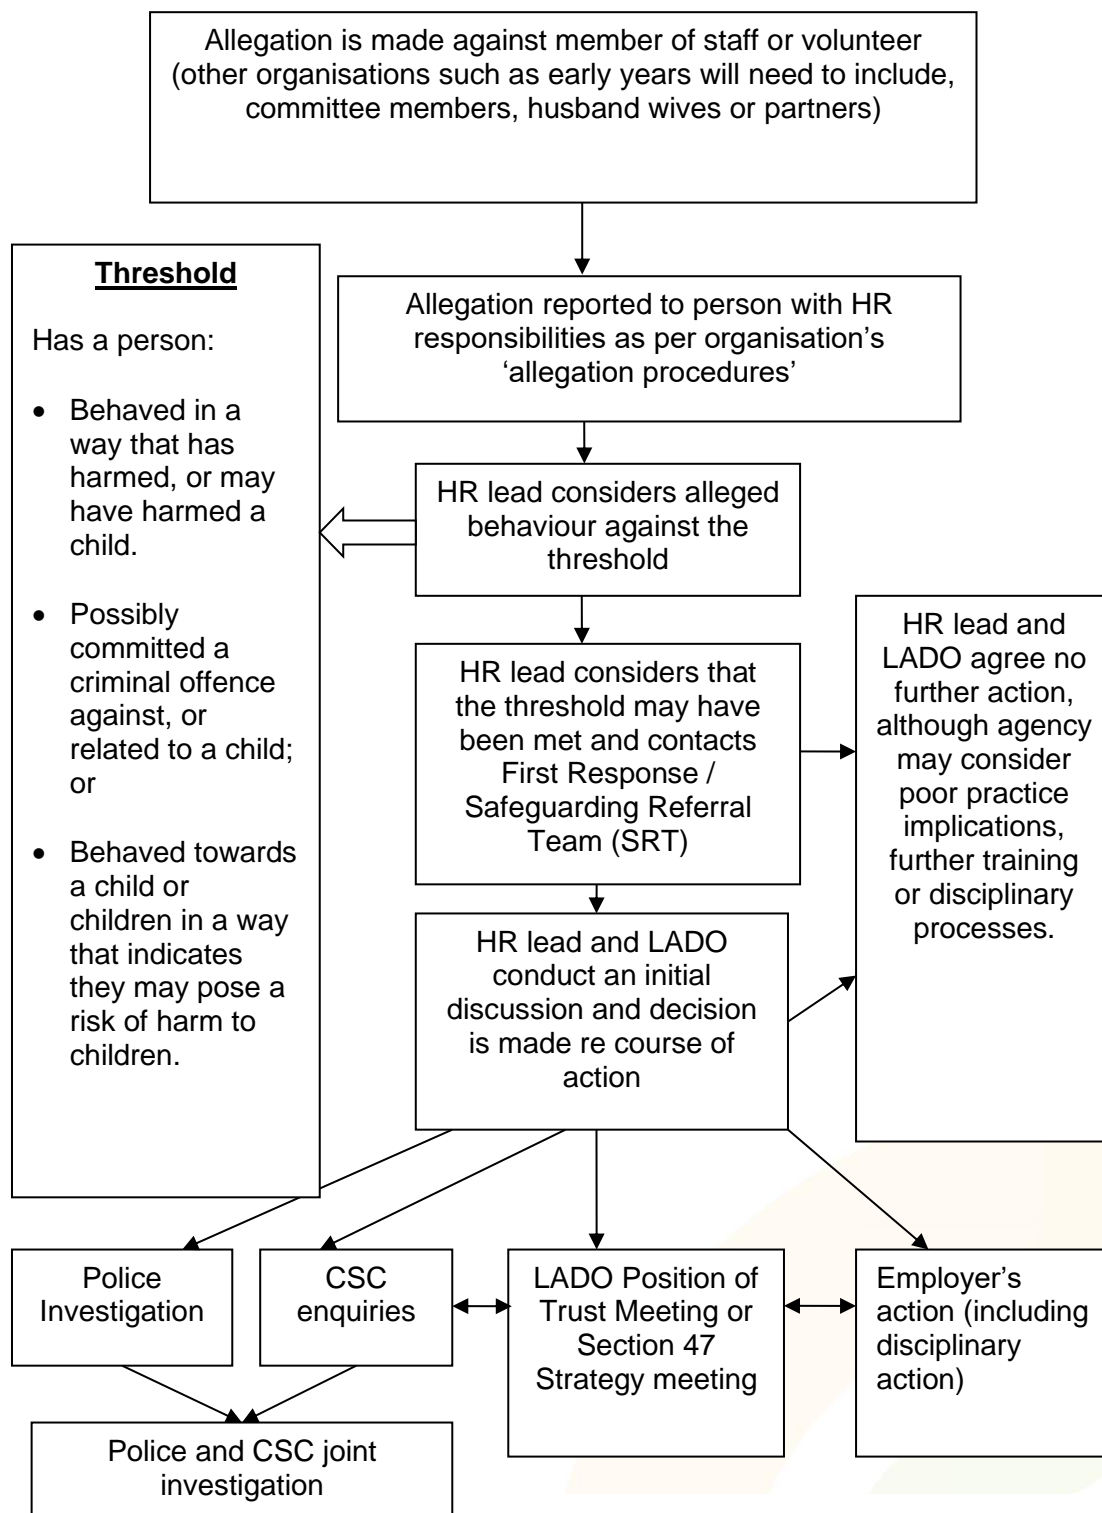 Allegation is made against member of staff or volunteer
(other organisations such as early years will need to include,
committee members, husband wives or partners)
Threshold
Has a person:
• Behaved in a
way that has
harmed, or may
have harmed a
child.
• Possibly
committed a
criminal offence
against, or
related to a child;
or
• Behaved towards
a child or
children in a way
that indicates
they may pose a
risk of harm to
children.
Allegation reported to person with HR
responsibilities as per organisation’s
‘allegation procedures’
HR lead considers alleged
behaviour against the
threshold
HR lead considers that
the threshold may have
been met and contacts
First Response /
Safeguarding Referral
Team (SRT)
HR lead and
LADO agree no
further action,
although agency
may consider
poor practice
implications,
further training
or disciplinary
processes.
HR lead and LADO
conduct an initial
discussion and decision
is made re course of
action
Police
Investigation
CSC
enquiries
LADO Position of
Trust Meeting or
Section 47
Strategy meeting
Employer’s
action (including
disciplinary
action)
Police and CSC joint
investigation